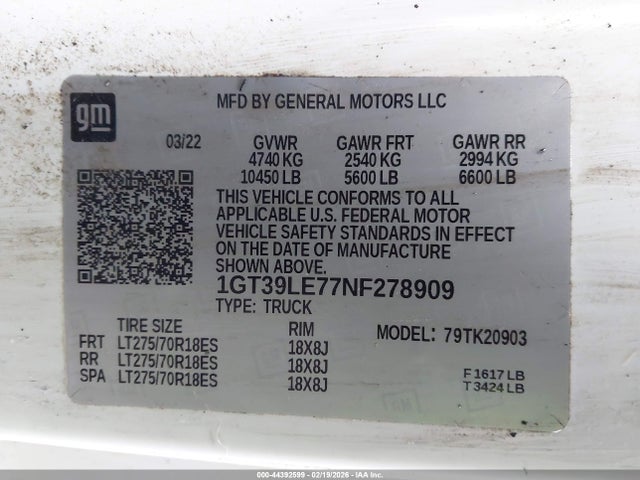 gm
MFD BY GENERAL MOTORS LLC
03/22 GVWR GAWR FRT GAWR RR
4740 KG 2540 KG 2994 KG
10450 LB 5600 LB 6600 LB
THIS VEHICLE CONFORMS TO ALL
APPLICABLE U.S. FEDERAL MOTOR
VEHICLE SAFETY STANDARDS IN EFFECT
ON THE DATE OF MANUFACTURE
SHOWN ABOVE.
1GT39LE77NF278909
TYPE: TRUCK
TIRE SIZE RIM MODEL: 79TK20903
FRT LT275/70R18ES 18X8J
RR LT275/70R18ES 18X8J
SPA LT275/70R18ES 18X8J
F 1617 LB
T 3424 LB
000-44392599 - 02/19/2026 - IAA, Inc.